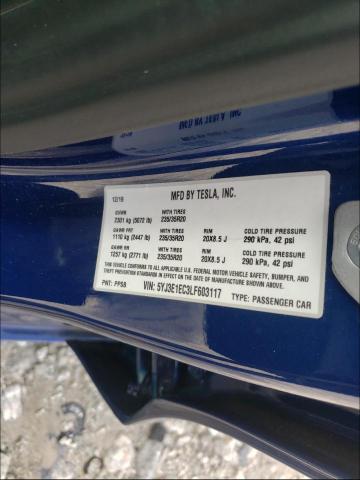 12/19 MFD BY TESLA, INC.
GVWR WITH TIRES
2301 kg (5072 lb) 235/35R20
GAWR FRT WITH TIRES RIM COLD TIRE PRESSURE
1110 kg (2447 lb) 235/35R20 20X8.5 J 290 kPa, 42 psi
GAWR RR WITH TIRES RIM COLD TIRE PRESSURE
1257 kg (2771 lb) 235/35R20 20X8.5 J 290 kPa, 42 psi
THIS VEHICLE CONFORMS TO ALL APPLICABLE U.S. FEDERAL MOTOR VEHICLE SAFETY, BUMPER, AND
THEFT PREVENTION STANDARDS IN EFFECT ON THE DATE OF MANUFACTURE SHOWN ABOVE.
PNT: PPSB VIN: 5YJ3E1EC3LF603117 TYPE: PASSENGER CAR